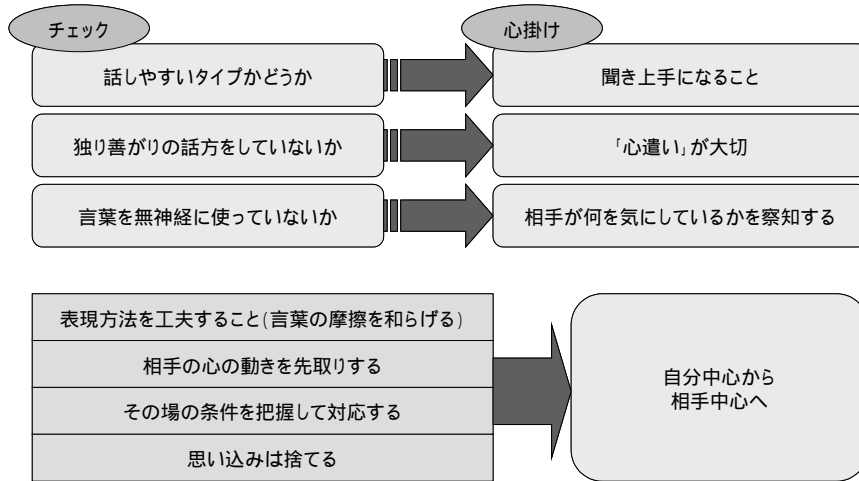 チェック
心掛け
話しやすいタイプかどうか
聞き上手になること
独り善がりの話方をしていないか
「心遣い」が大切
言葉を無神経に使っていないか
相手が何を気にしているかを察知する
表現方法を工夫すること(言葉の摩擦を和らげる)
相手の心の動きを先取りする
その場の条件を把握して対応する
思い込みは捨てる
自分中心から
相手中心へ